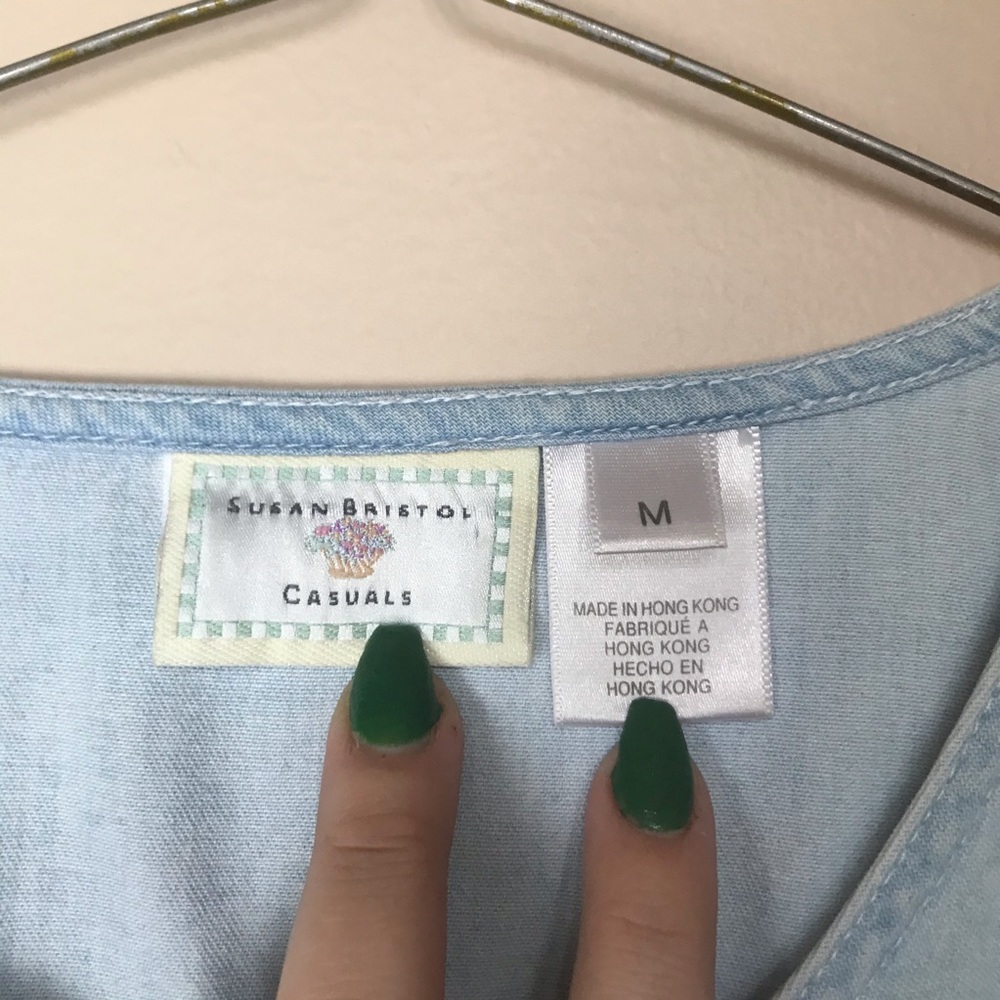 SUSAN BRISTOL
CASUALS
M
MADE IN HONG KONG
FABRIQUÉ A
HONG KONG
HECHO EN
HONG KONG